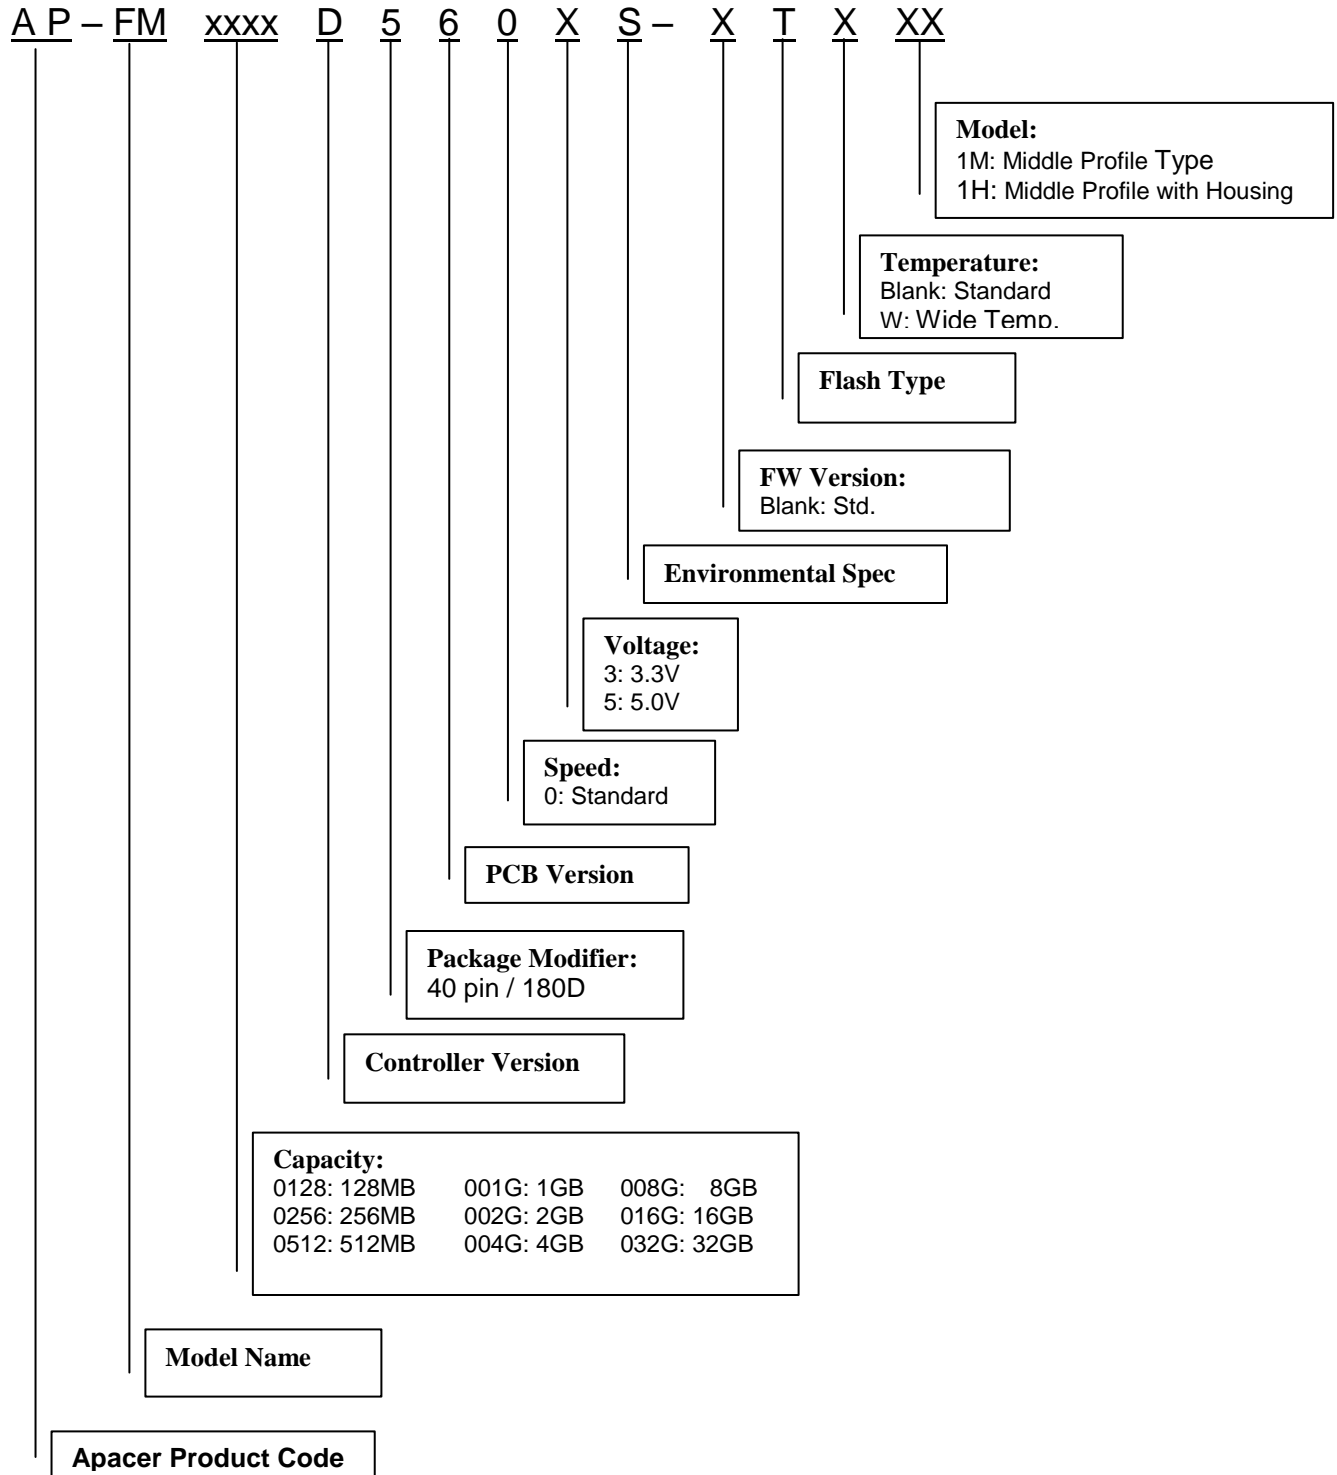 A P – FM xxxx D 5 6 0 X S – X T X XX
Model:
1M: Middle Profile Type
1H: Middle Profile with Housing
Temperature:
Blank: Standard
W: Wide Temp.
Flash Type
FW Version:
Blank: Std.
Environmental Spec
Voltage:
3: 3.3V
5: 5.0V
Speed:
0: Standard
PCB Version
Package Modifier:
40 pin / 180D
Controller Version
Capacity:
0128: 128MB 001G: 1GB 008G: 8GB
0256: 256MB 002G: 2GB 016G: 16GB
0512: 512MB 004G: 4GB 032G: 32GB
Model Name
Apacer Product Code